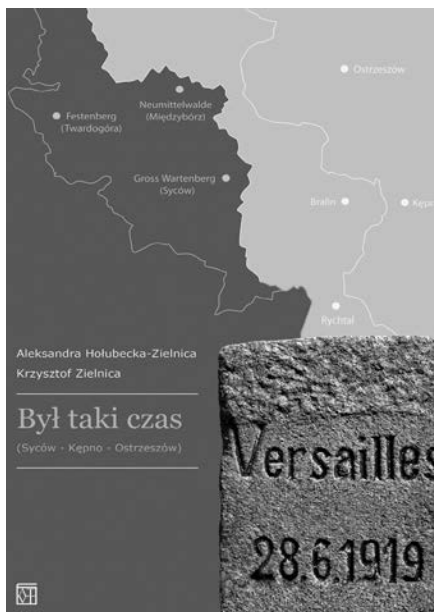 Ostrzeszów
Neumittelwalde
(Międzybórz)
Festenberg
(Twardogóra)
Gross Wartenberg
(Syców)
Bralin
Kępn
Rychtal
Aleksandra Hołubecka-Zielnica
Krzysztof Zielnica
Był taki czas
(Syców - Kępno - Ostrzeszów)
Versailles
28.6.1919